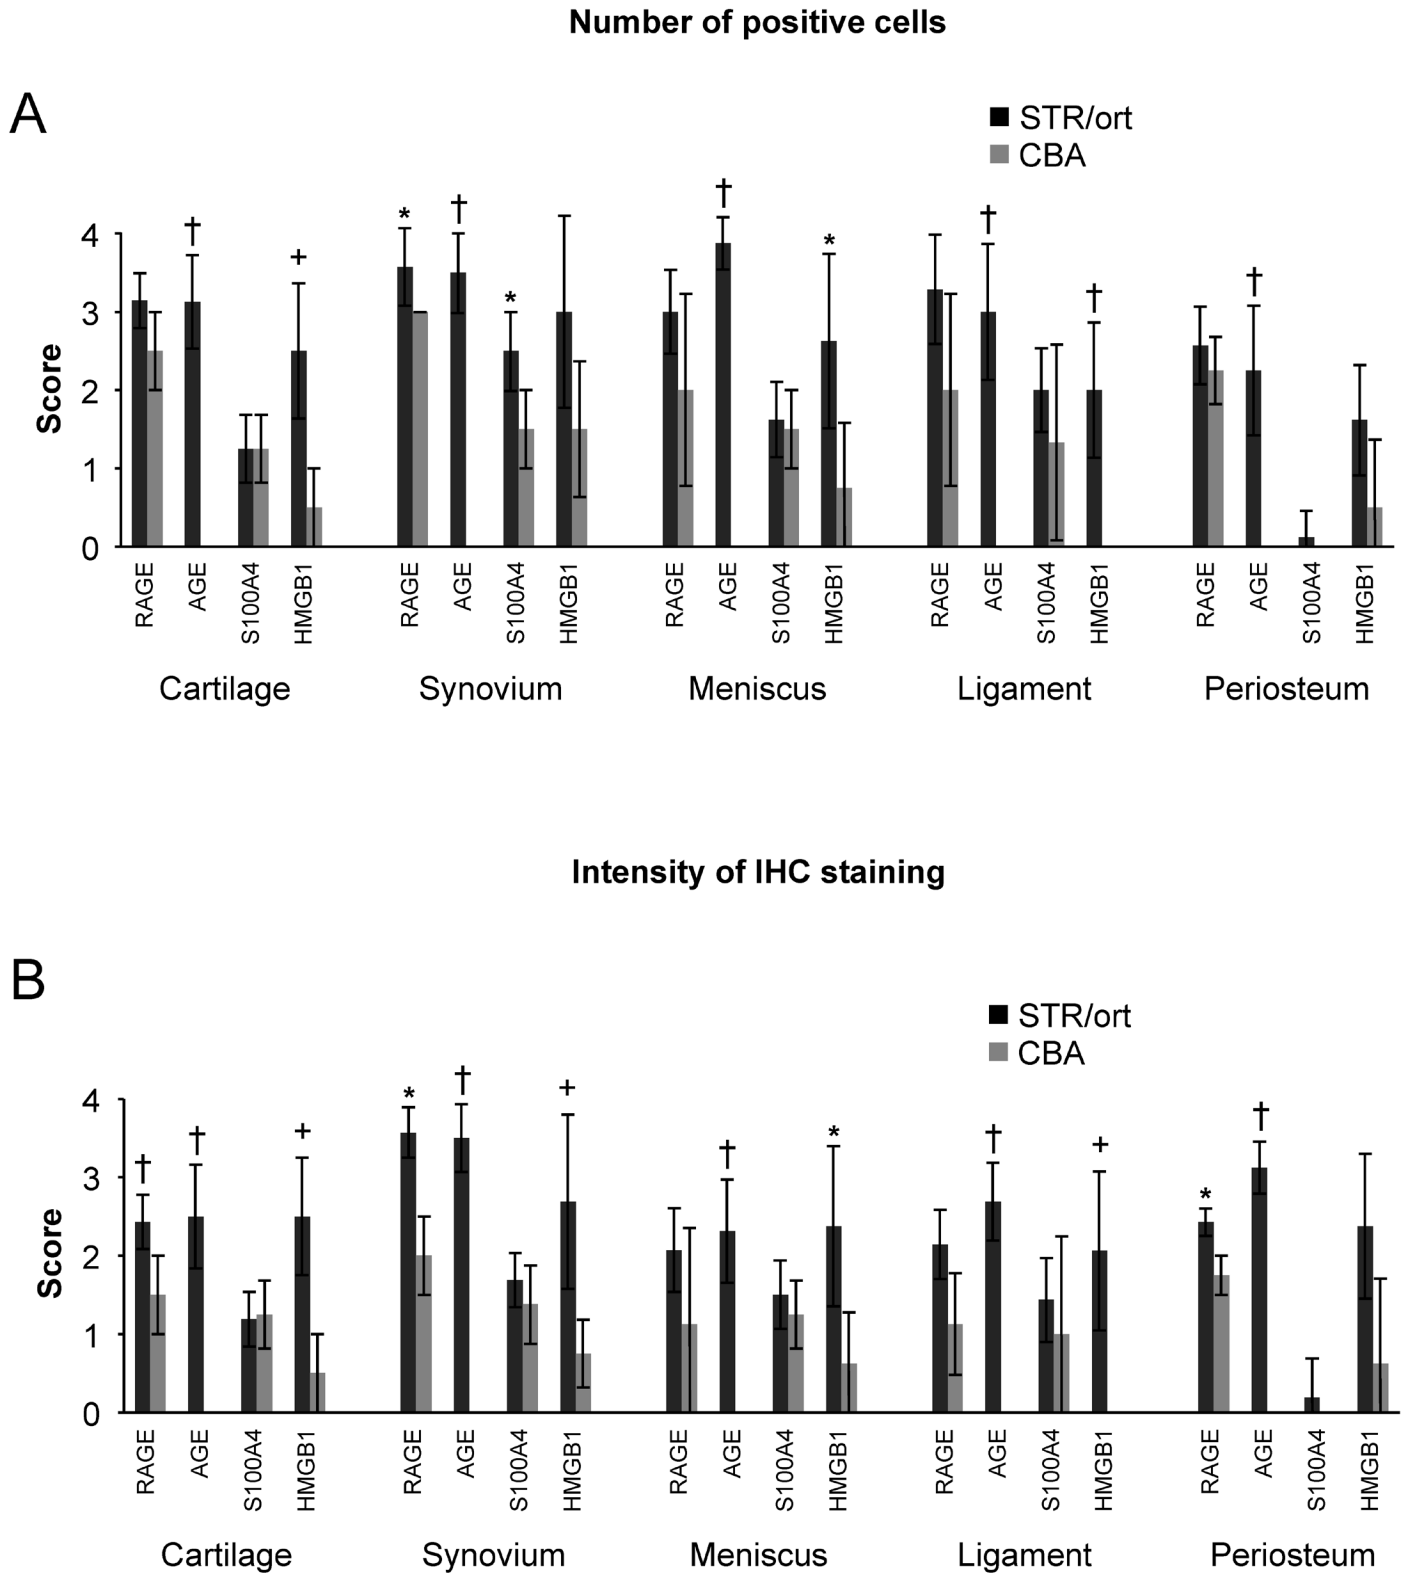 Number of positive cells
A
STR/ort
CBA
† † † * + * † * † † †
4
3
2
1
0
Score
RAGE AGE S100A4 HMGB1 RAGE AGE S100A4 HMGB1 RAGE AGE S100A4 HMGB1 RAGE AGE S100A4 HMGB1 RAGE AGE S100A4 HMGB1
Cartilage Synovium Meniscus Ligament Periosteum
Intensity of IHC staining
B
STR/ort
CBA
† † + * † + † * † + * †
4
3
2
1
0
Score
RAGE AGE S100A4 HMGB1 RAGE AGE S100A4 HMGB1 RAGE AGE S100A4 HMGB1 RAGE AGE S100A4 HMGB1 RAGE AGE S100A4 HMGB1
Cartilage Synovium Meniscus Ligament Periosteum